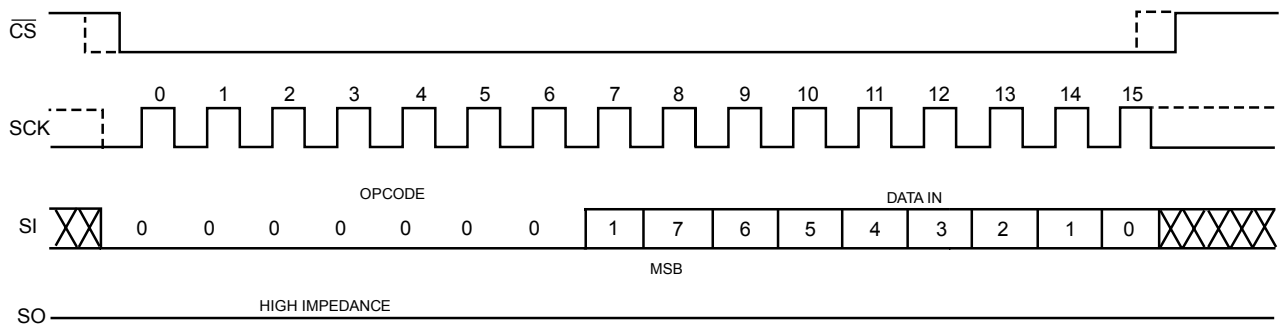 CS
0 1 2 3 4 5 6 7 8 9 10 11 12 13 14 15
SCK
OPCODE
DATA IN
SI 0 0 0 0 0 0 0 1 7 6 5 4 3 2 1 0
MSB
HIGH IMPEDANCE
SO